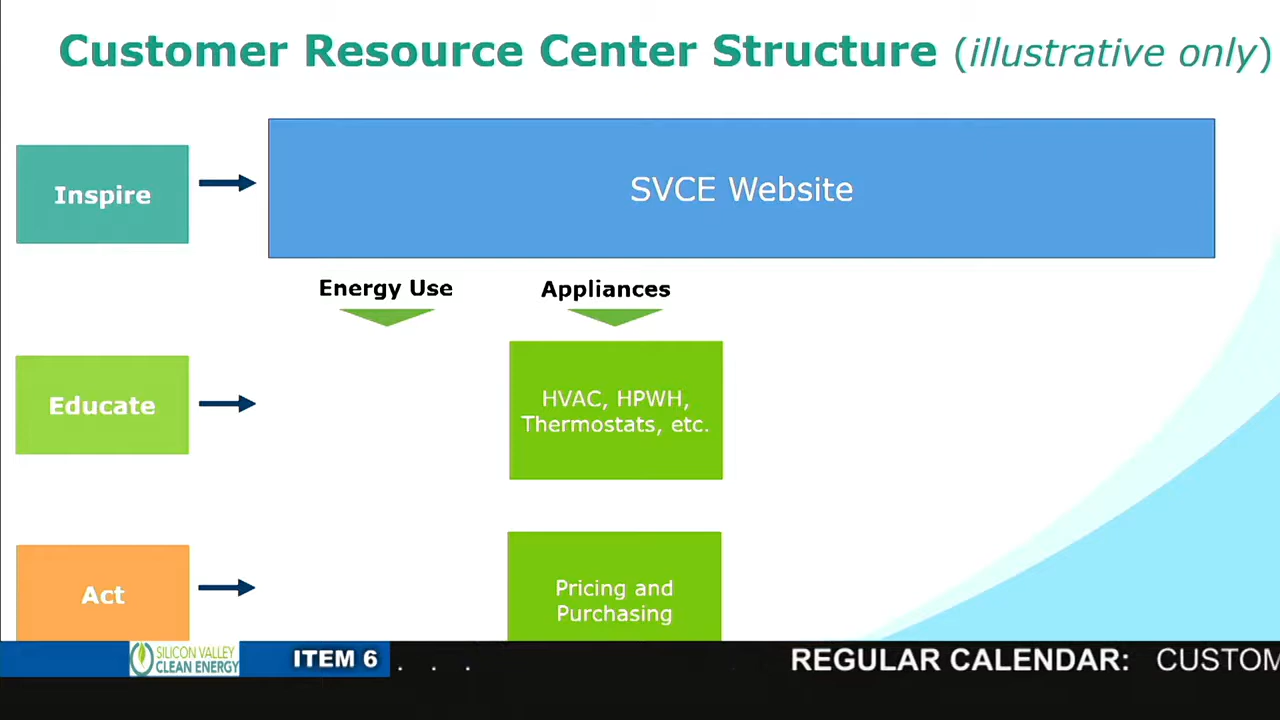 Customer Resource Center Structure (illustrative only)
Inspire
SVCE Website
Energy Use
Appliances
Educate
HVAC, HPWH,
Thermostats, etc.
Act
Pricing and
Purchasing
SILICON VALLEY
CLEAN ENERGY
ITEM 6
. . .
REGULAR CALENDAR: CUSTOM